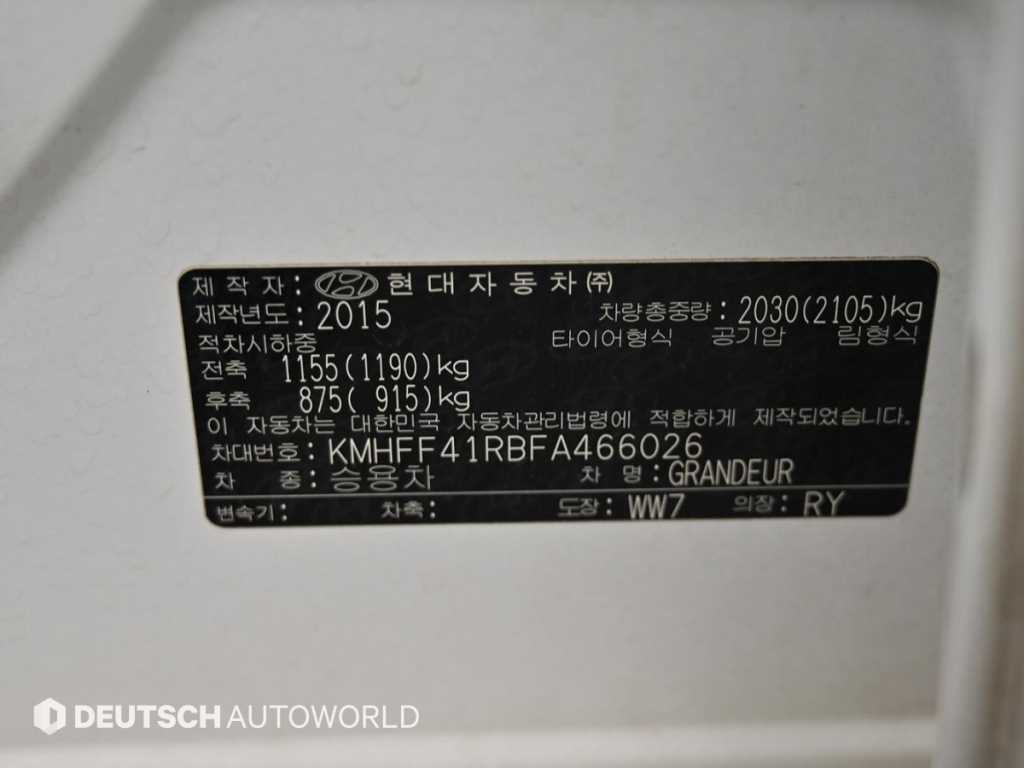 제 작 자 : 현대자동차㈜
제작년도 : 2015 차량총중량 : 2030(2105)kg
적차시하중 타이어형식 공기압 림형식
전축 1155(1190)kg
후축 875( 915)kg
이 자동차는 대한민국 자동차관리법령에 적합하게 제작되었습니다.
차대번호 : KMHFF41RBFA466026
차 종 : 승용차 차 명 : GRANDEUR
변속기 : 차축 : 도장 : WW7 의장 : RY
DEUTSCH AUTOWORLD